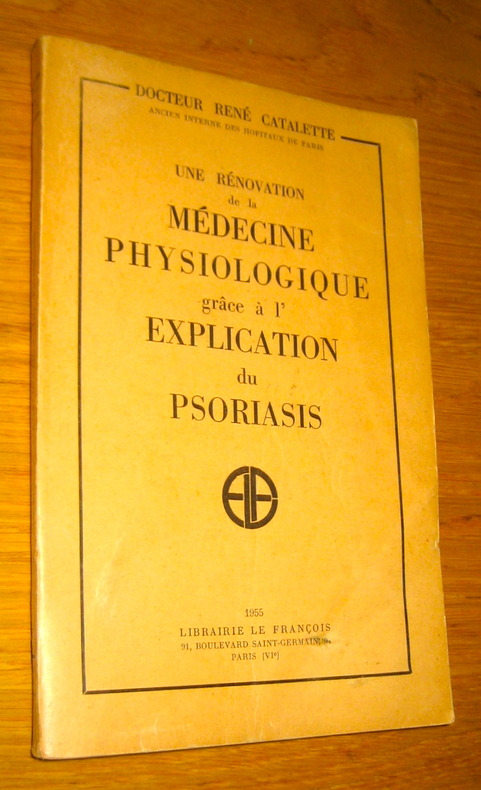 DOCTEUR RENÉ CATALETTE
ANCIEN INTERNE DES HOPITAUX DE PARIS
UNE RÉNOVATION
de la
MÉDECINE
PHYSIOLOGIQUE
grâce à l'
EXPLICATION
du
PSORIASIS
1955
LIBRAIRIE LE FRANÇOIS
91, BOULEVARD SAINT-GERMAIN,
PARIS (VIe)